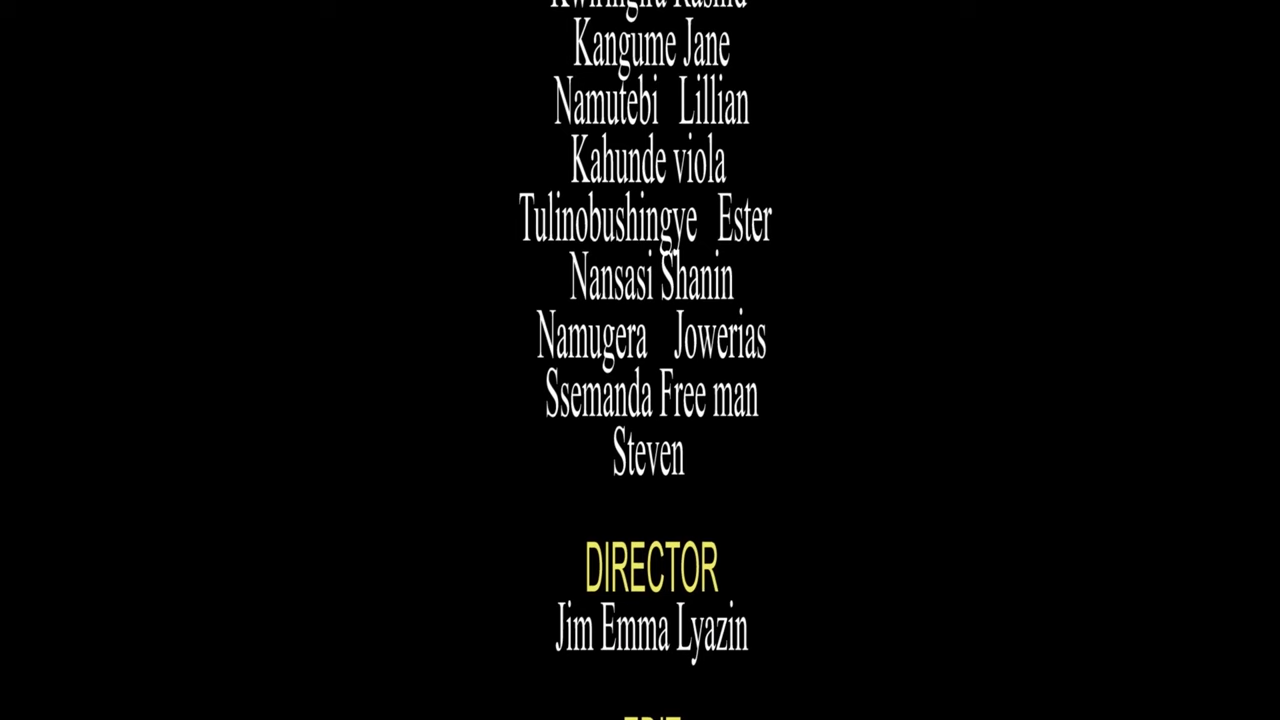 Kangume Jane
Namutebi Lillian
Kahunde viola
Tulinobushingye Ester
Nansasi Shanin
Namugera Jowerias
Ssemanda Free man
Steven
DIRECTOR
Jim Emma Lyazin